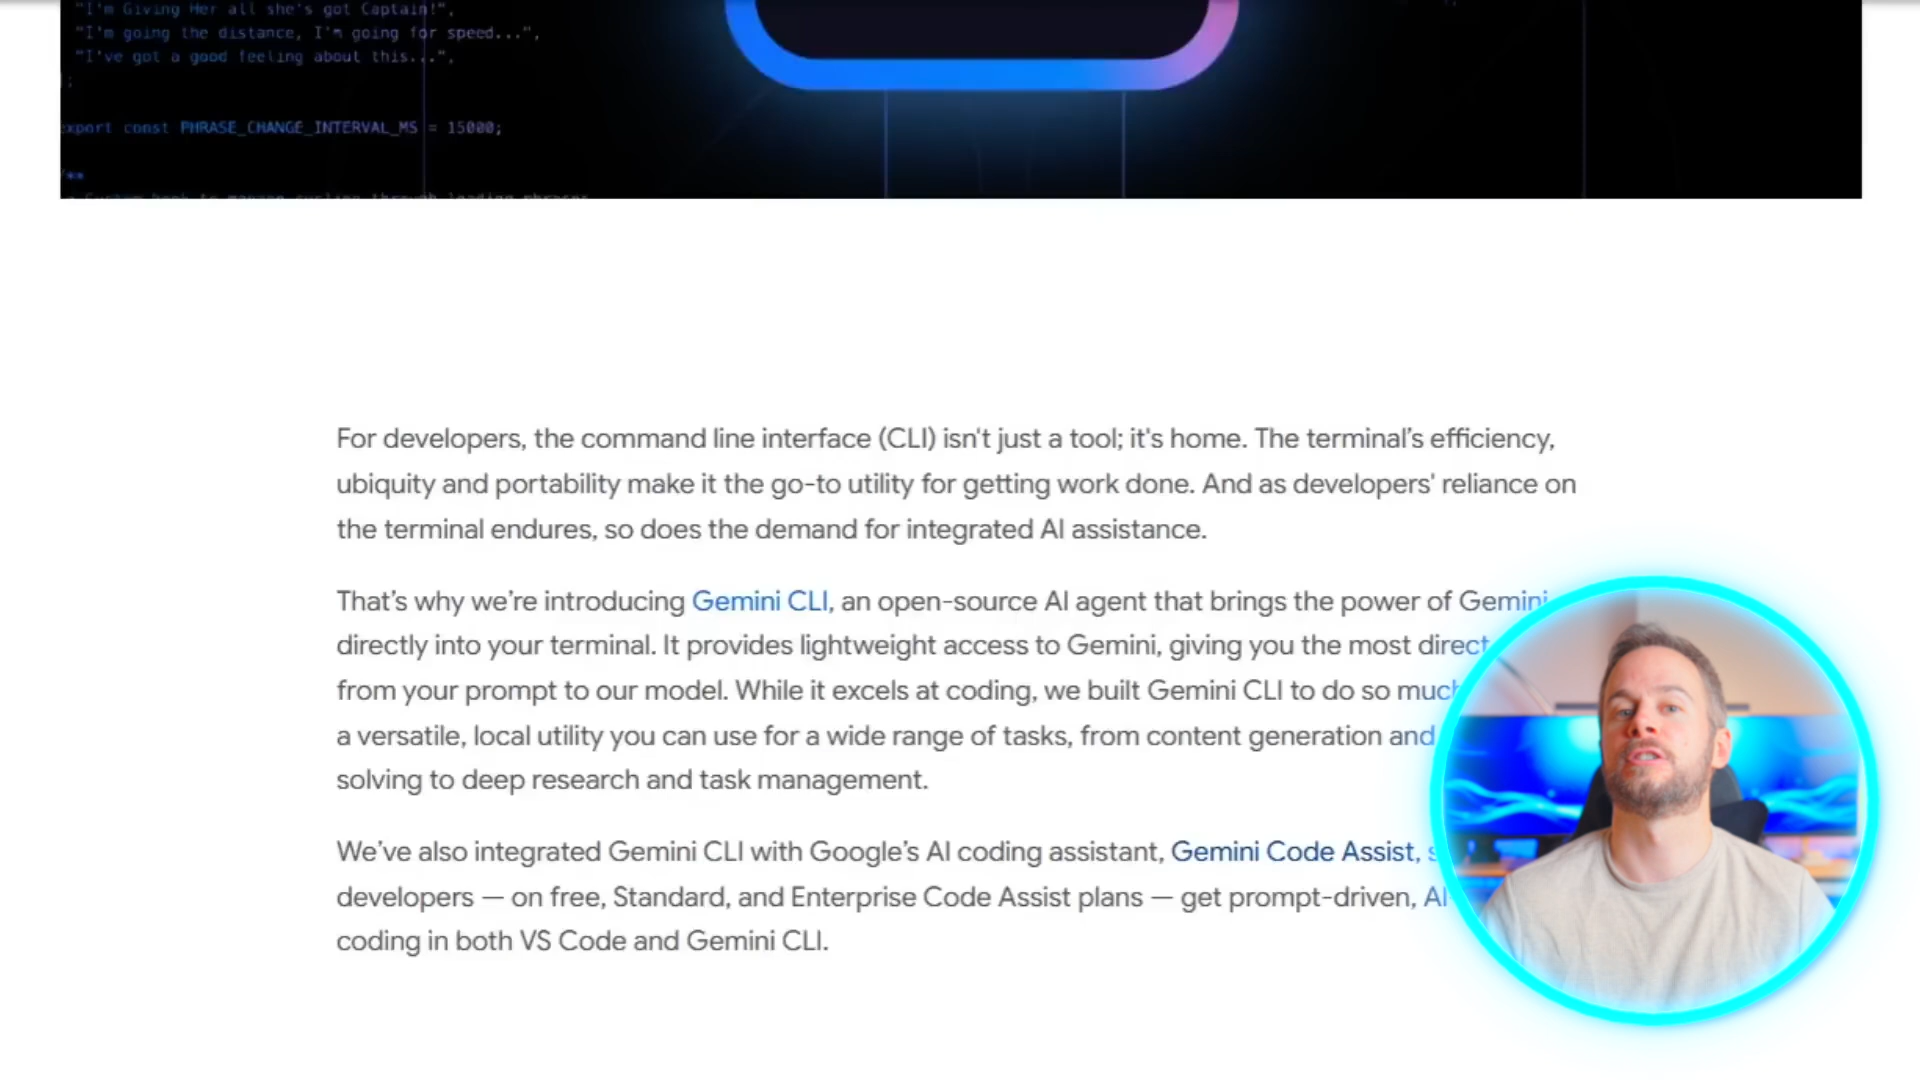 "I'm Giving Her all she's got Captain!",
"I'm going the distance, I'm going for speed...",
"I've got a good feeling about this...",
];
export const PHRASE_CHANGE_INTERVAL_MS = 15000;
/**
For developers, the command line interface (CLI) isn't just a tool; it's home. The terminal’s efficiency,
ubiquity and portability make it the go-to utility for getting work done. And as developers' reliance on
the terminal endures, so does the demand for integrated AI assistance.
That’s why we’re introducing Gemini CLI, an open-source AI agent that brings the power of Gemini
directly into your terminal. It provides lightweight access to Gemini, giving you the most direct
from your prompt to our model. While it excels at coding, we built Gemini CLI to do so much
a versatile, local utility you can use for a wide range of tasks, from content generation and
solving to deep research and task management.
We’ve also integrated Gemini CLI with Google’s AI coding assistant, Gemini Code Assist,
developers — on free, Standard, and Enterprise Code Assist plans — get prompt-driven, AI-
coding in both VS Code and Gemini CLI.